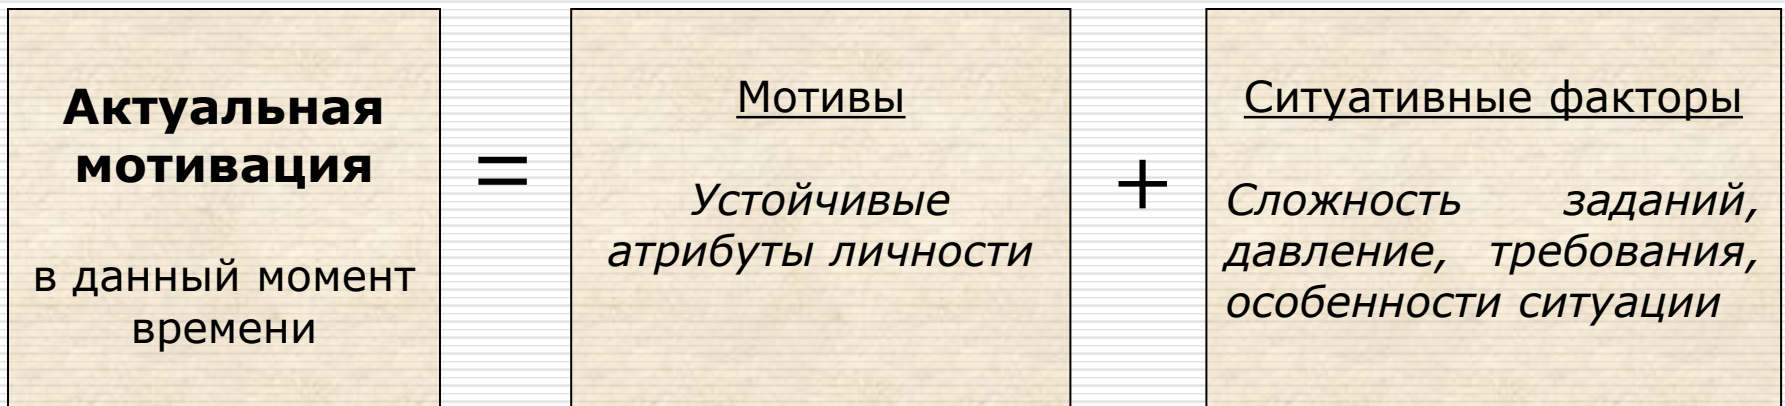 Актуальная
мотивация
в данный момент
времени
=
Мотивы
Устойчивые
атрибуты личности
+
Ситуативные факторы
Сложность заданий,
давление, требования,
особенности ситуации